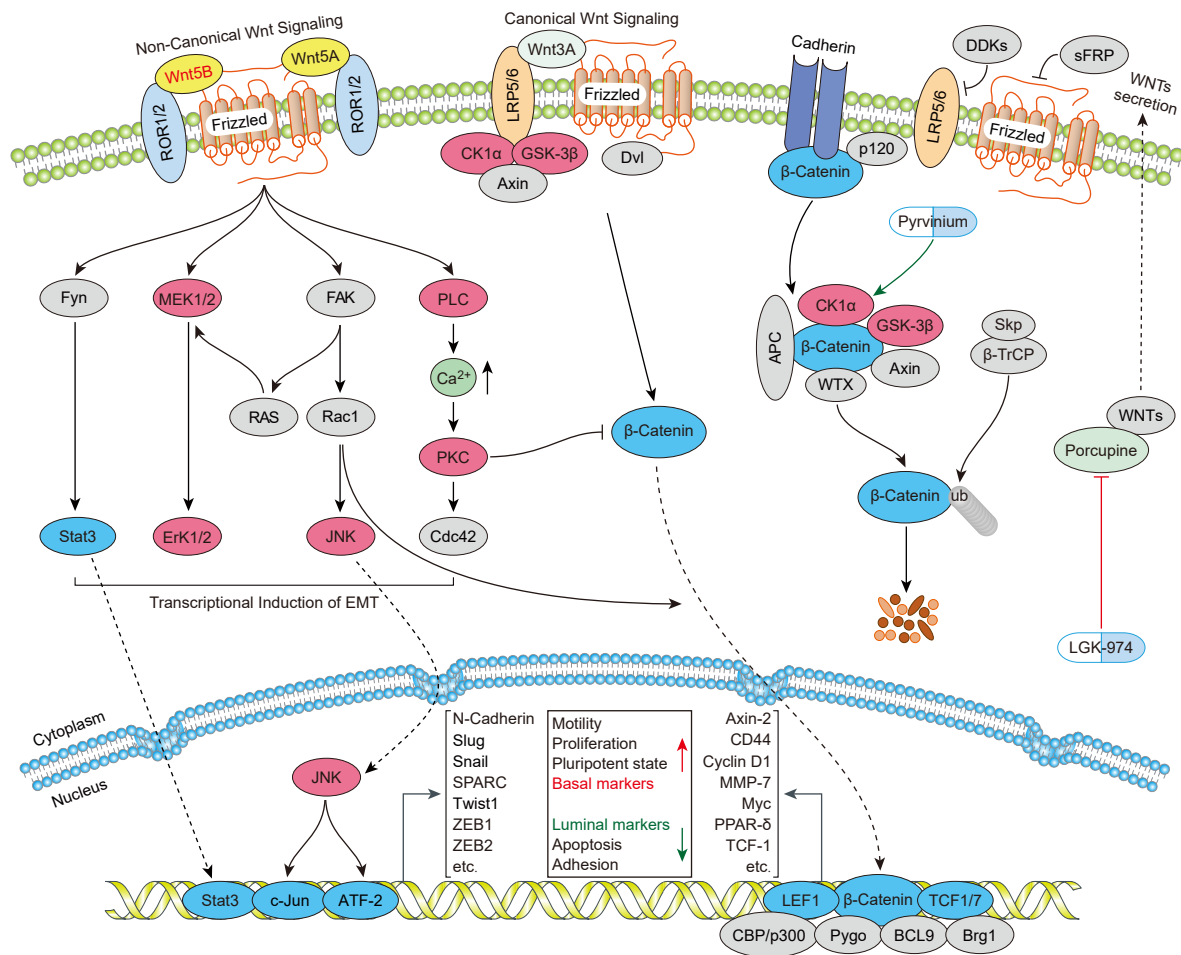 Non-Canonical Wnt Signaling
Canonical Wnt Signaling
Wnt5B
Wnt5A
ROR1/2
Frizzled
ROR1/2
LRP5/6
Wnt3A
Frizzled
CK1α
GSK-3β
Axin
Dvl
Cadherin
β-Catenin
p120
DDKs
sFRP
LRP5/6
Frizzled
WNTs
secretion
Pyrvinium
Fyn
MEK1/2
FAK
PLC
Ca2+
RAS
Rac1
PKC
β-Catenin
Stat3
ErK1/2
JNK
Cdc42
Transcriptional Induction of EMT
APC
CK1α
GSK-3β
β-Catenin
Axin
WTX
Skp
β-TrCP
β-Catenin
ub
WNTs
Porcupine
LGK-974
Cytoplasm
Nucleus
JNK
N-Cadherin
Slug
Snail
SPARC
Twist1
ZEB1
ZEB2
etc.
Motility
Proliferation
Pluripotent state
Basal markers
Luminal markers
Apoptosis
Adhesion
Axin-2
CD44
Cyclin D1
MMP-7
Myc
PPAR-δ
TCF-1
etc.
Stat3
c-Jun
ATF-2
LEF1
β-Catenin
TCF1/7
CBP/p300
Pygo
BCL9
Brg1